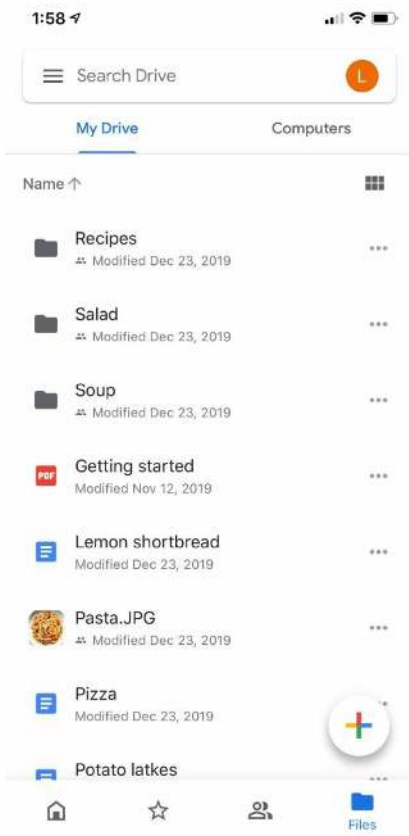 1:58
Search Drive
L
My Drive
Computers
Name
Recipes
Modified Dec 23, 2019
Salad
Modified Dec 23, 2019
Soup
Modified Dec 23, 2019
PDF
Getting started
Modified Nov 12, 2019
Lemon shortbread
Modified Dec 23, 2019
Pasta.JPG
Modified Dec 23, 2019
Pizza
Modified Dec 23, 2019
Potato latkes
Files